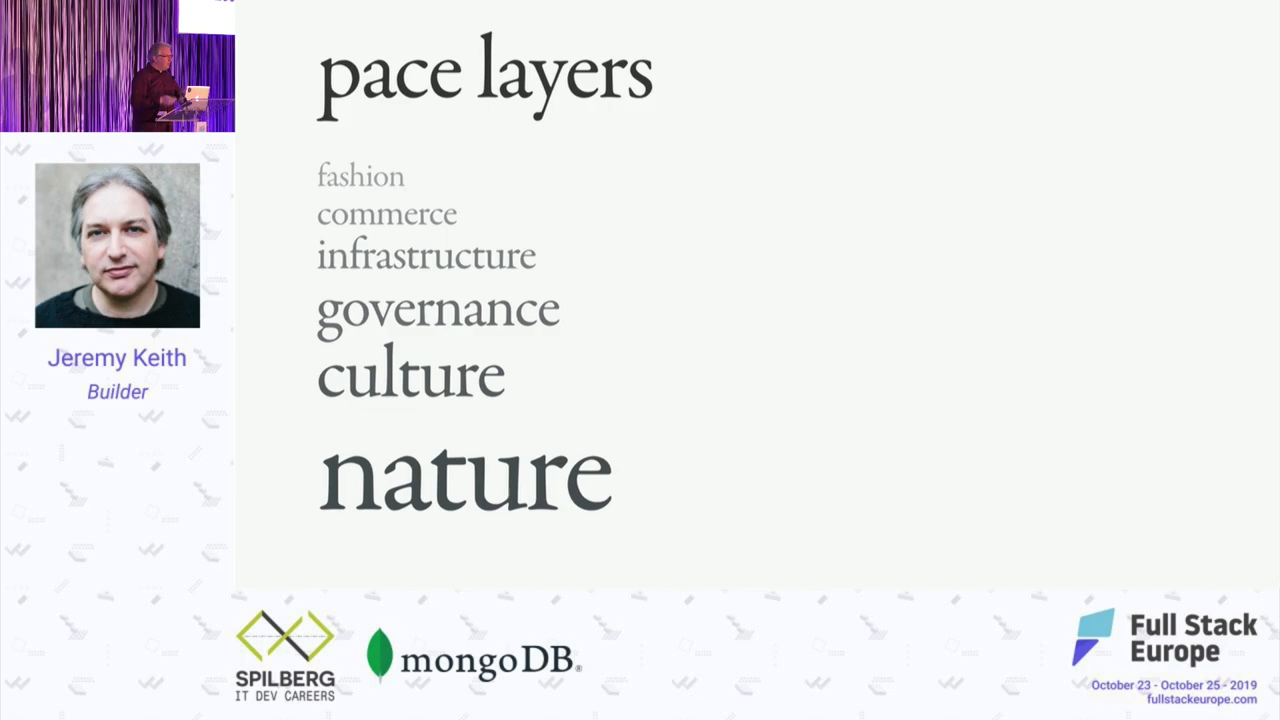 pace layers
fashion
commerce
infrastructure
governance
culture
nature
Jeremy Keith
Builder
SPILBERG
IT DEV CAREERS
mongoDB®
Full Stack
Europe
October 23 - October 25 - 2019
fullstackeurope.com